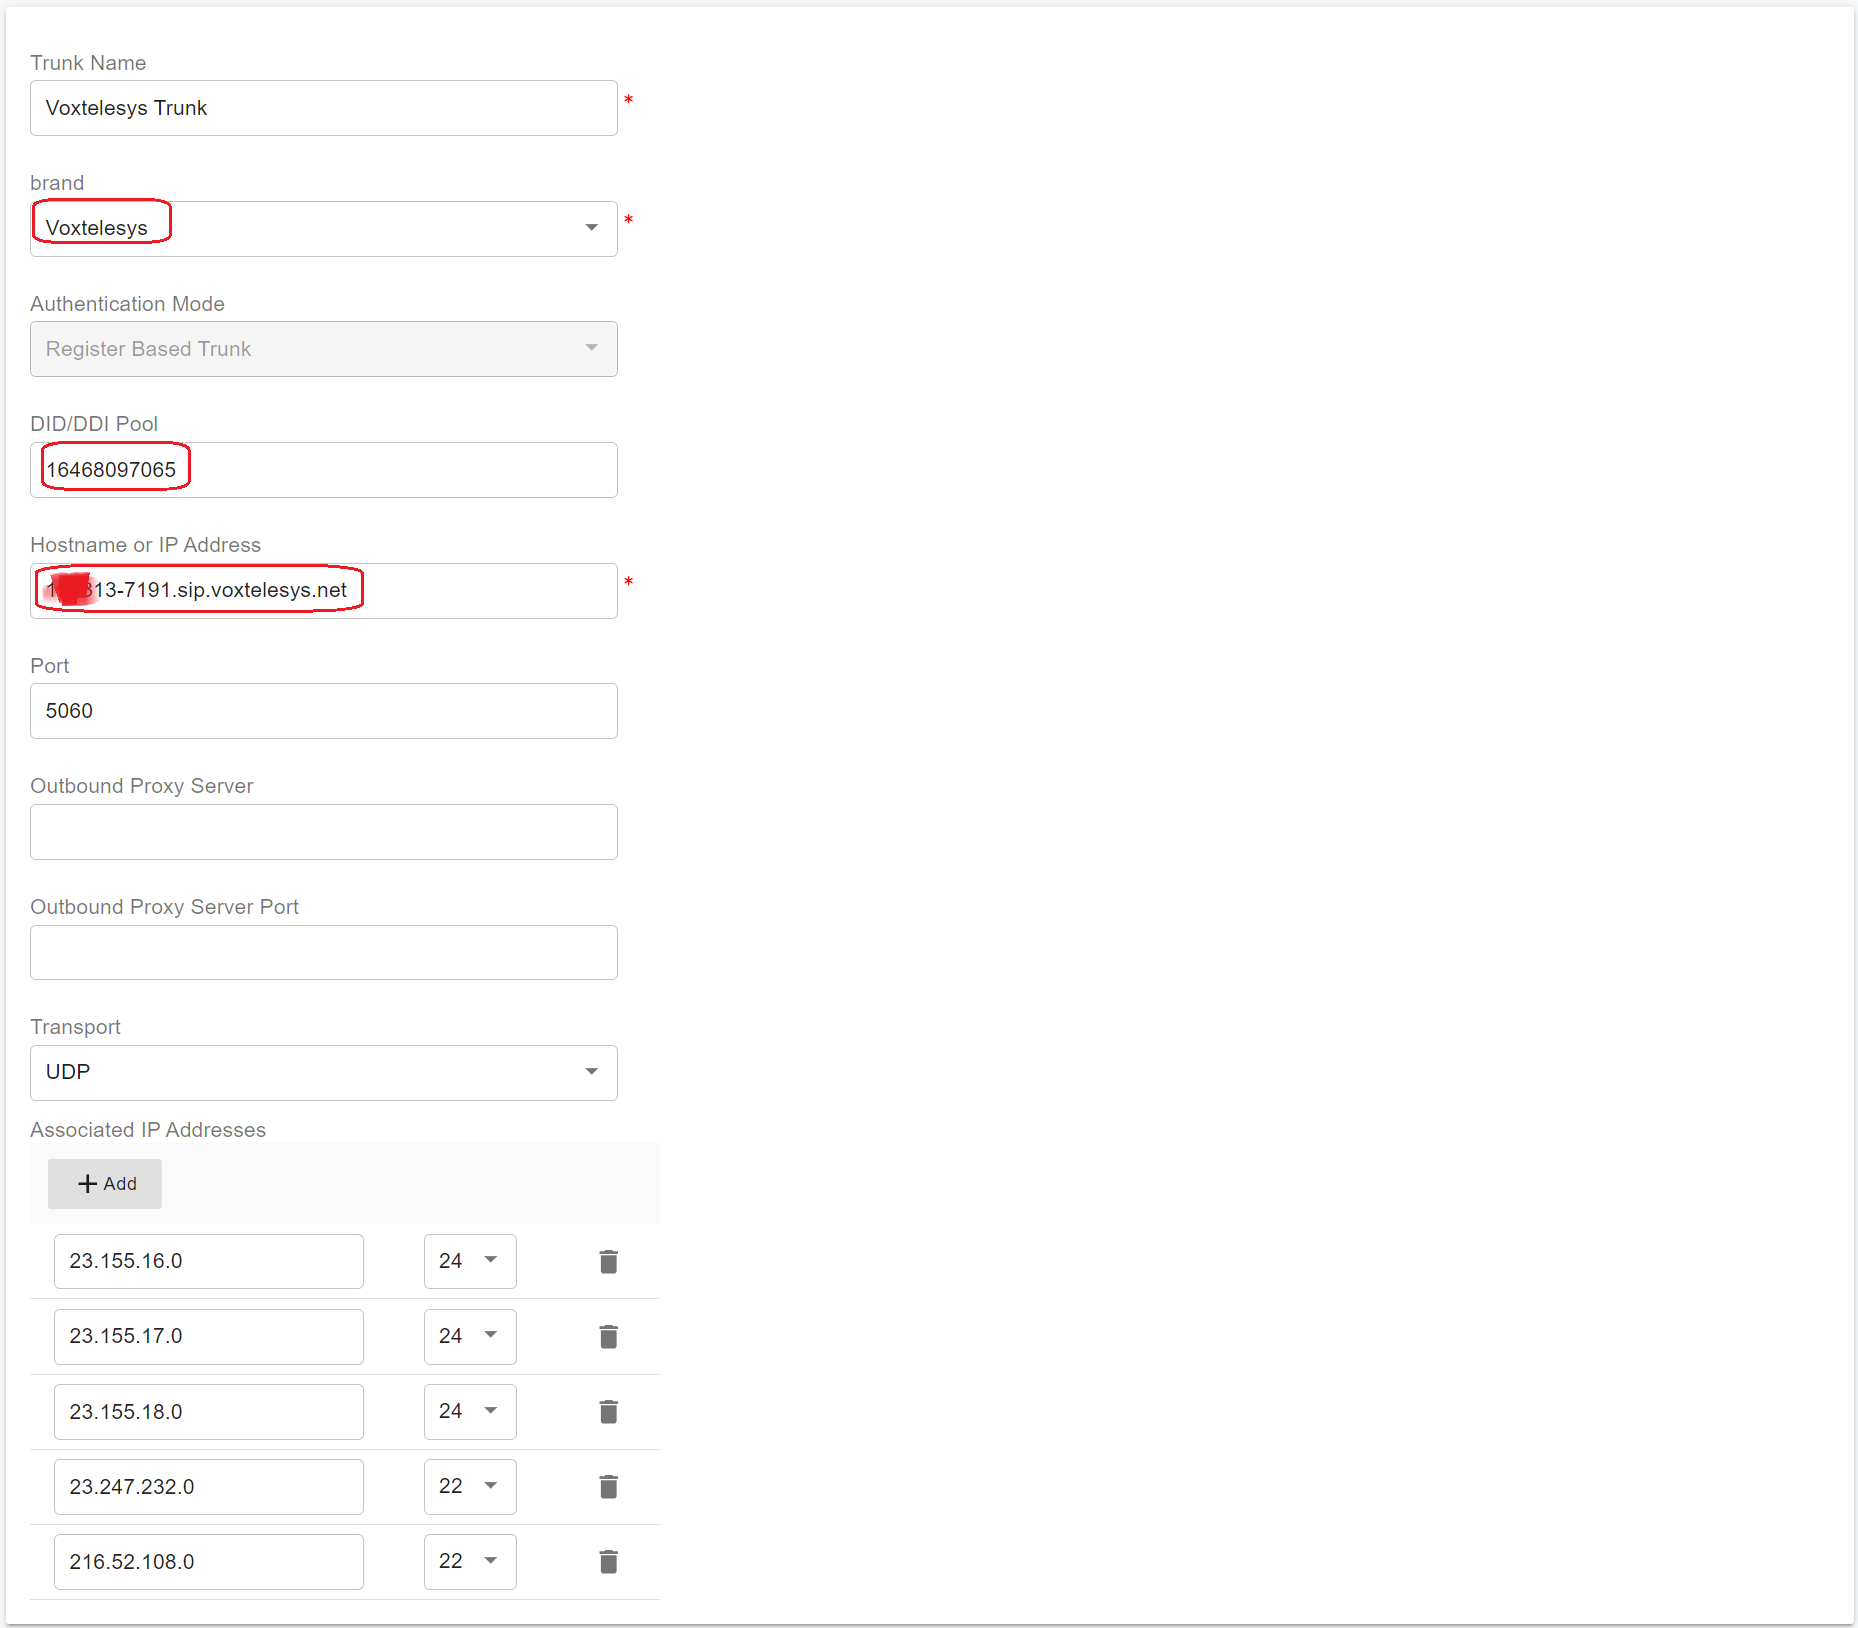 Trunk Name
Voxtelesys Trunk *
brand
Voxtelesys *
Authentication Mode
Register Based Trunk
DID/DDI Pool
16468097065
Hostname or IP Address
13-7191.sip.voxtelesys.net *
Port
5060
Outbound Proxy Server
Outbound Proxy Server Port
Transport
UDP
Associated IP Addresses
+ Add
23.155.16.0 24
23.155.17.0 24
23.155.18.0 24
23.247.232.0 22
216.52.108.0 22